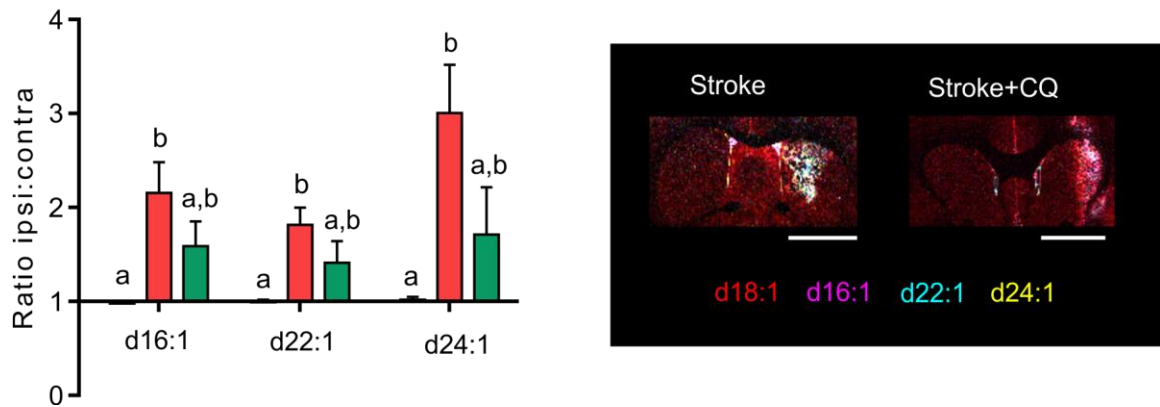 Ratio ipsi:contra
4
3
2
1
0
a
b
a,b
a
b
a,b
a
b
a,b
d16:1
d22:1
d24:1
Stroke
Stroke+CQ
d18:1 d16:1 d22:1 d24:1